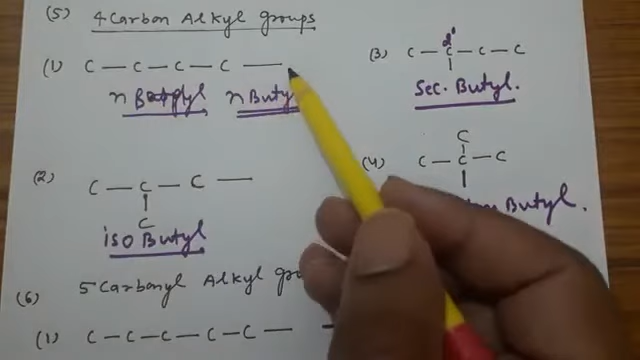 (5) 4 Carbon Alkyl groups
(1) C — C — C — C —
n Butyl
(2) C — C — C —
C
iso Butyl
(3) C — C — C — C
2°
Sec. Butyl.
(4) C
C — C — C
Butyl.
(6) 5 Carbonyl Alkyl
(1) C — C — C — C — C —